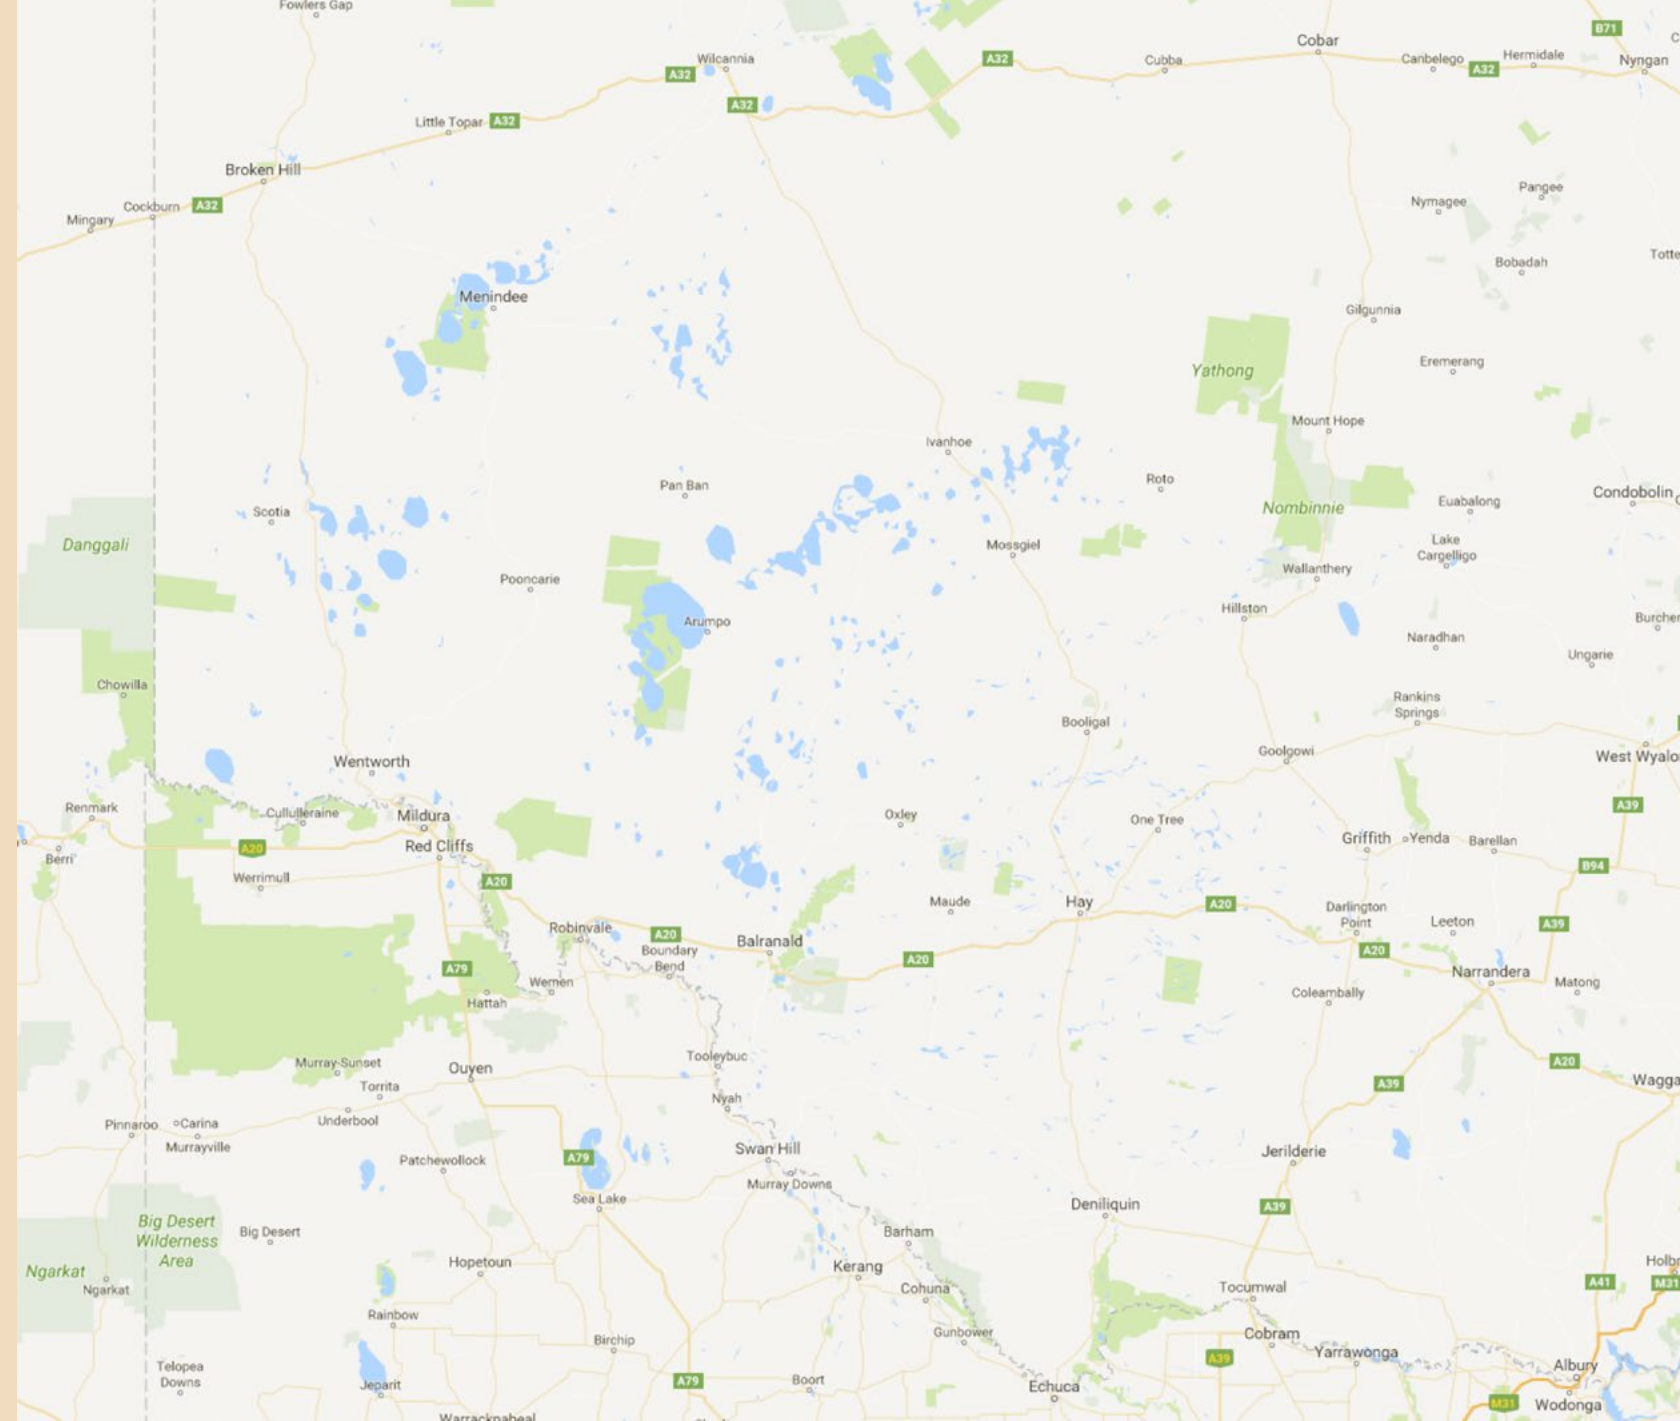 Fowlers Gap
B71
Cobar
Wilcannia
A32
Cubba
Canbelego
Hermidale
A32
Nyngan
A32
A32
Little Topar
A32
Broken Hill
Pangee
Cockburn
A32
Nymagee
Mingary
Totte
Bobadah
Menindee
Gilgunnia
Eremerang
Yathong
Mount Hope
Ivanhoe
Roto
Pan Ban
Condobolin
Euabalong
Scotia
Nombinnie
Danggali
Mossgiel
Lake
Cargelligo
Wallanthery
Pooncarie
Hillston
Arumpo
Burcher
Naradhan
Ungarie
Chowilla
Rankins
Springs
Booligal
Goolgowi
West Wyalo
Wentworth
Renmark
Cullulleraine
Mildura
Oxley
One Tree
A39
Griffith
Yenda
Barellan
Red Cliffs
A20
Berri
B94
Werrimull
A20
Maude
Hay
A20
Darlington
Point
Leeton
A39
Robinvale
A20
Balranald
Boundary
Bend
A20
A20
A79
Narrandera
Wemen
Matong
Hattah
Coleambally
Murray-Sunset
Ouyen
Tooleybuc
A20
Torrita
A39
Wagga
Nyah
Underbool
Pinnaroo
Carina
Murrayville
Swan Hill
Jerilderie
A79
Patchewollock
Murray Downs
Sea Lake
Deniliquin
A39
Big Desert
Wilderness
Area
Big Desert
Barham
Hopetoun
Kerang
Holbr
Ngarkat
Ngarkat
Cohuna
Tocumwal
A41
M31
Rainbow
Birchip
Gunbower
Cobram
Yarrawonga
A39
Telopea
Downs
Albury
Jeparit
A79
Boort
Echuca
M31
Wodonga
Warracknabeal